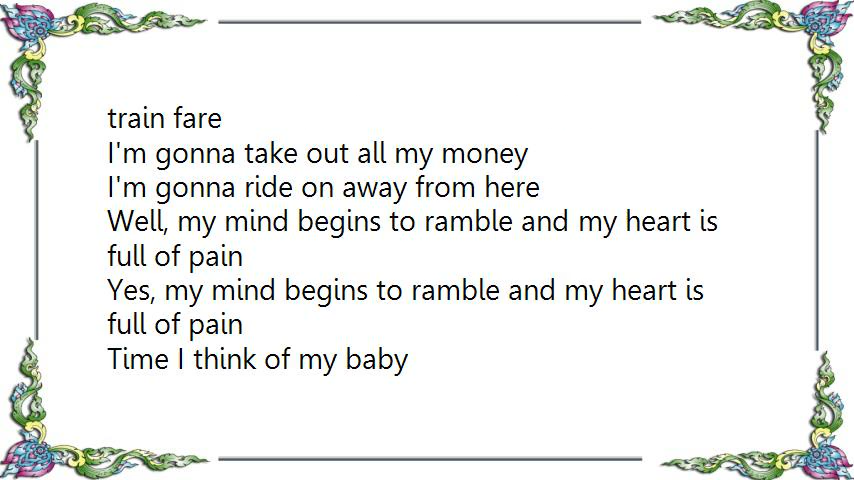 train fare
I'm gonna take out all my money
I'm gonna ride on away from here
Well, my mind begins to ramble and my heart is
full of pain
Yes, my mind begins to ramble and my heart is
full of pain
Time I think of my baby